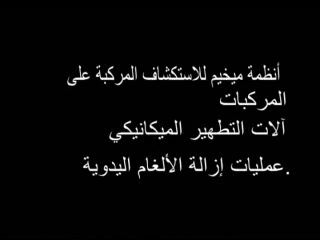 أنظمة ميخيم للاستكشاف المركبة على
المركبات
آلات التطهير الميكانيكي
.عمليات إزالة الألغام اليدوية